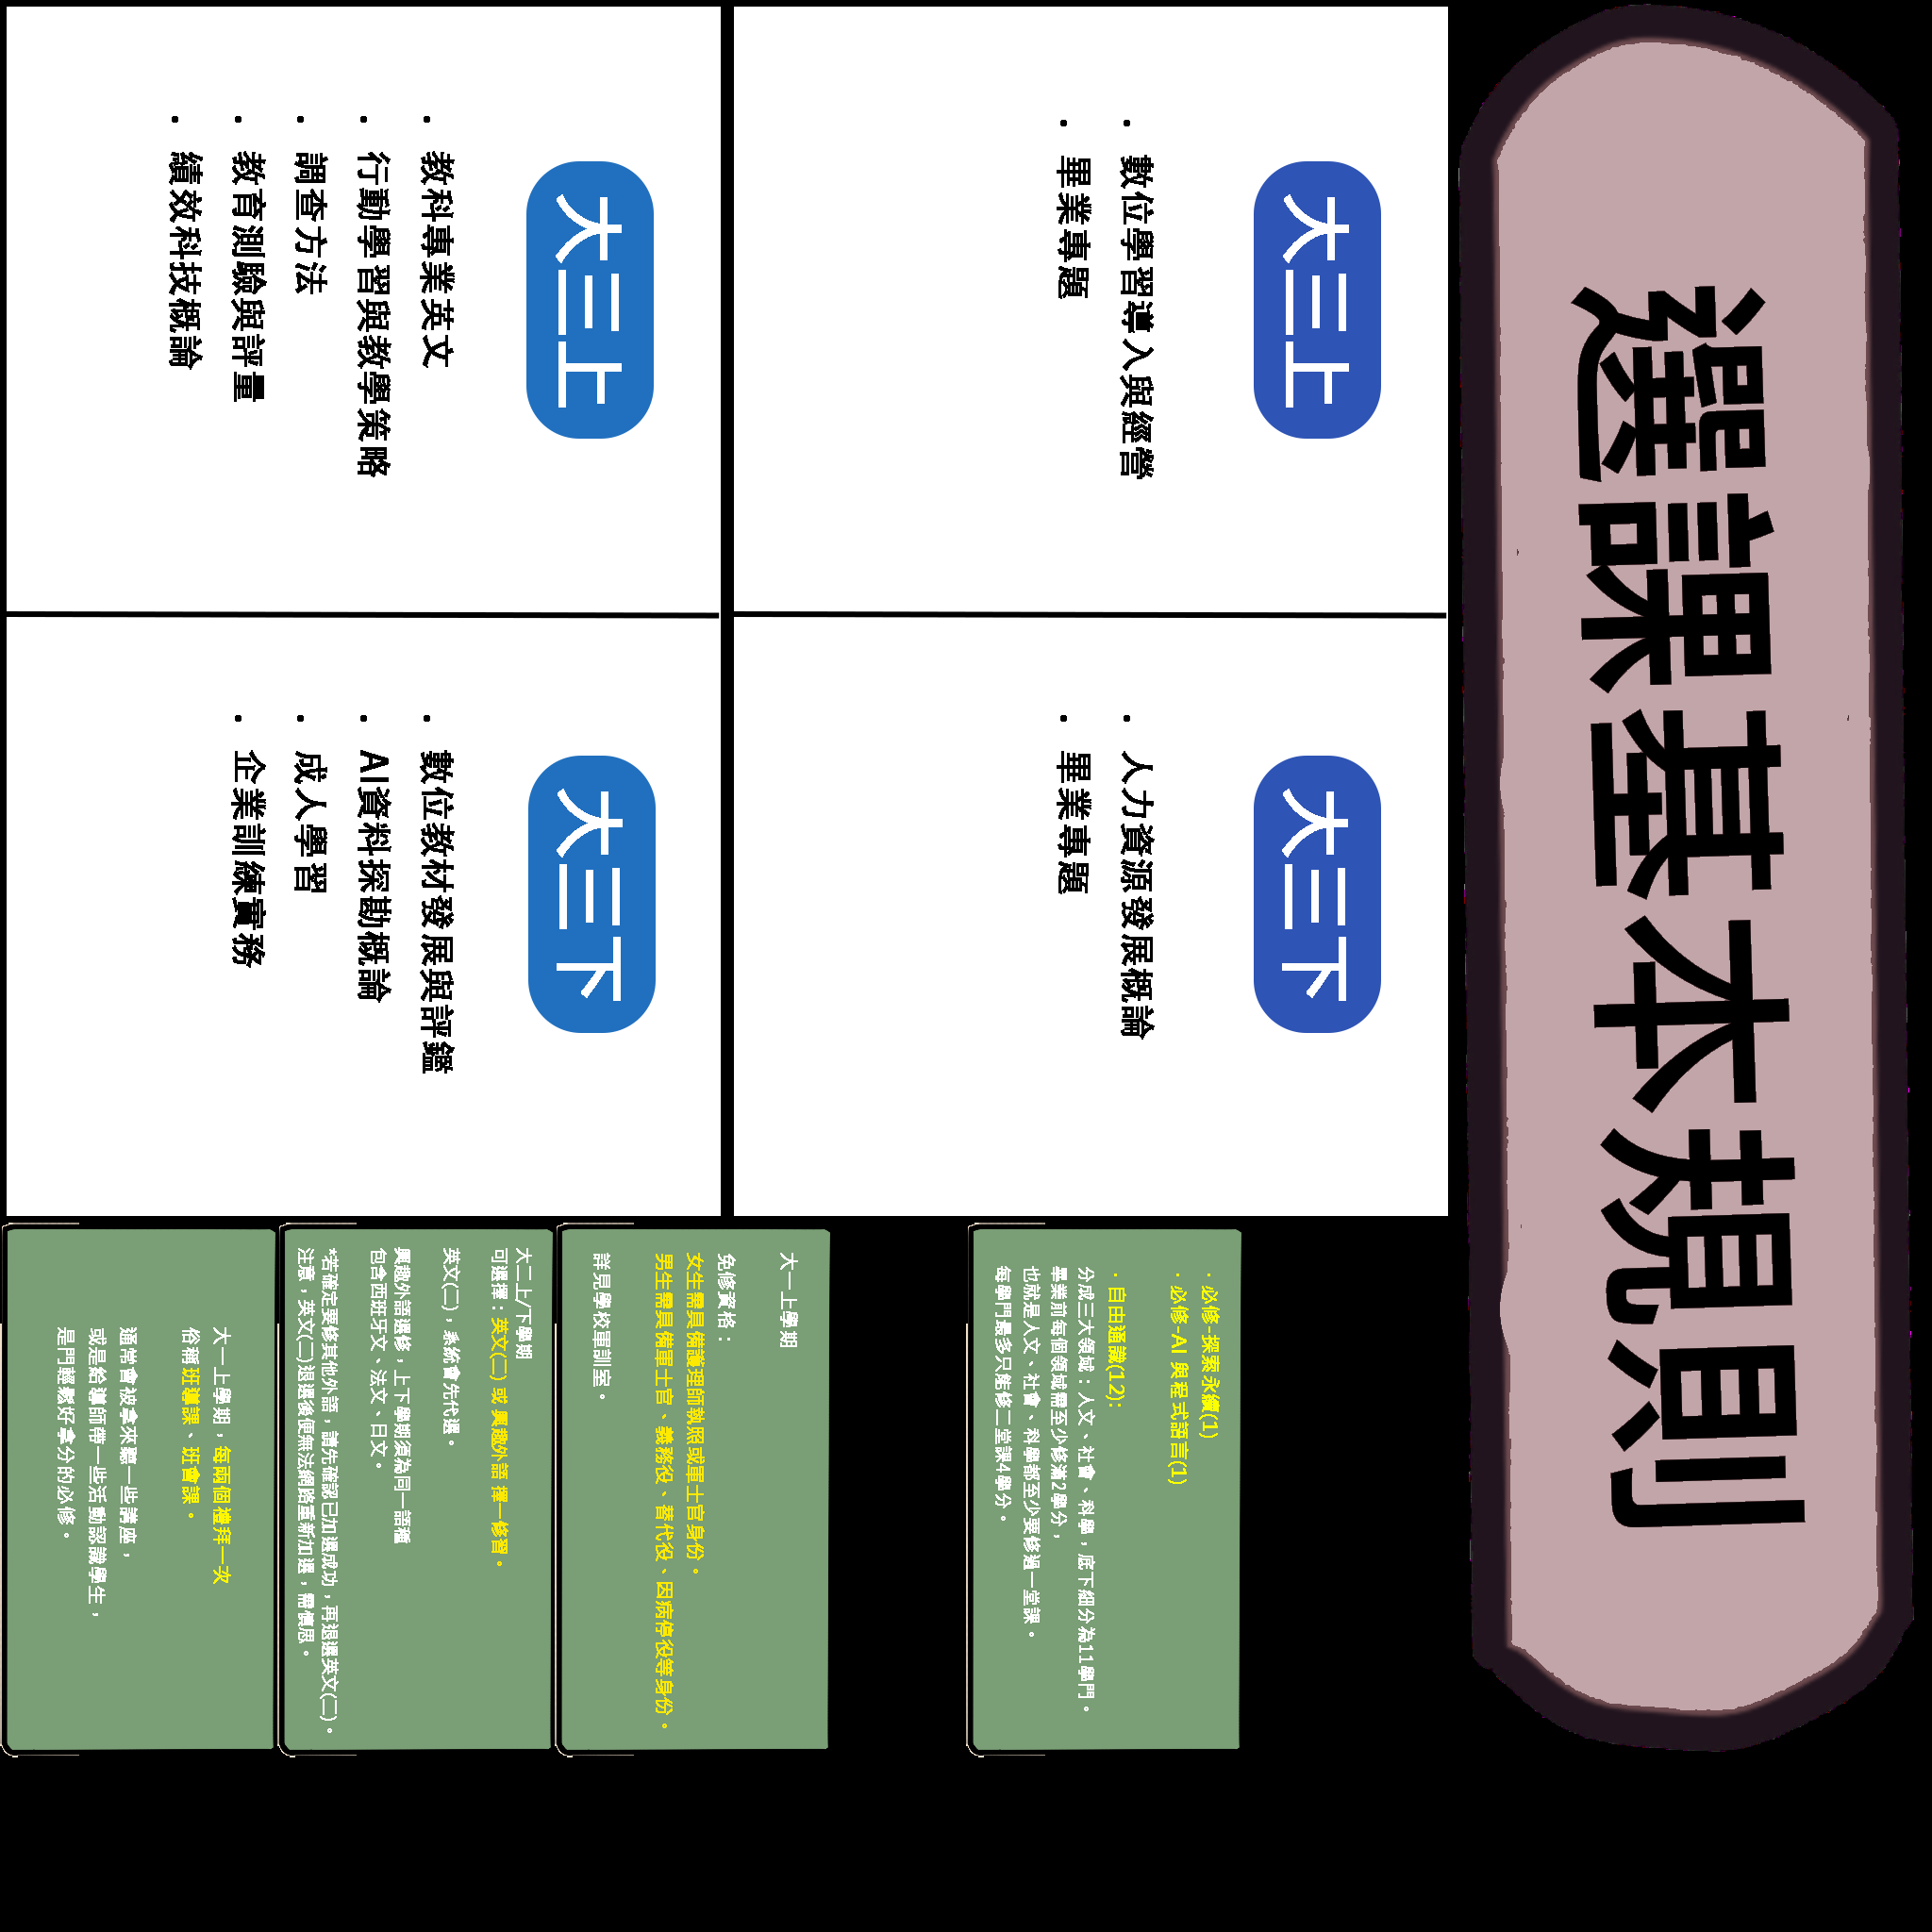 選課基本規則
大三上
數位學習導入與經營
畢業專題
大三下
人力資源發展概論
畢業專題
大三上
教科專業英文
行動學習與教學策略
調查方法
教育測驗與評量
績效科技概論
大三下
數位教材發展與評鑑
AI資料探勘概論
成人學習
企業訓練實務
· 必修-探索永續(1)
· 必修-AI 與程式語言(1)
· 自由通識(12):
分成三大領域：人文、社會、科學，底下細分為11學門。
畢業前每個領域需至少修滿2學分，
也就是人文、社會、科學都至少要修過一堂課。
每學門最多只能修二堂課4學分。
大一上學期
免修資格：
女生需具備護理師執照或軍士官身份。
男生需具備軍士官、義務役、替代役、因病停役等身份。
詳見學校軍訓室。
大二上/下學期
可選擇：英文(二) 或 興趣外語 擇一修習。
英文(二)，系統會先代選。
興趣外語選修，上下學期須為同一語種
包含西班牙文、法文、日文。
*若確定要修其他外語，請先確認已加選成功，再退選英文(二)。
注意，英文(二)退選後便無法網路重新加選，需慎思。
大一上學期，每兩個禮拜一次
俗稱班導課、班會課。
通常會被拿來聽一些講座，
或是給導師帶一些活動認識學生，
是門輕鬆好拿分的必修。